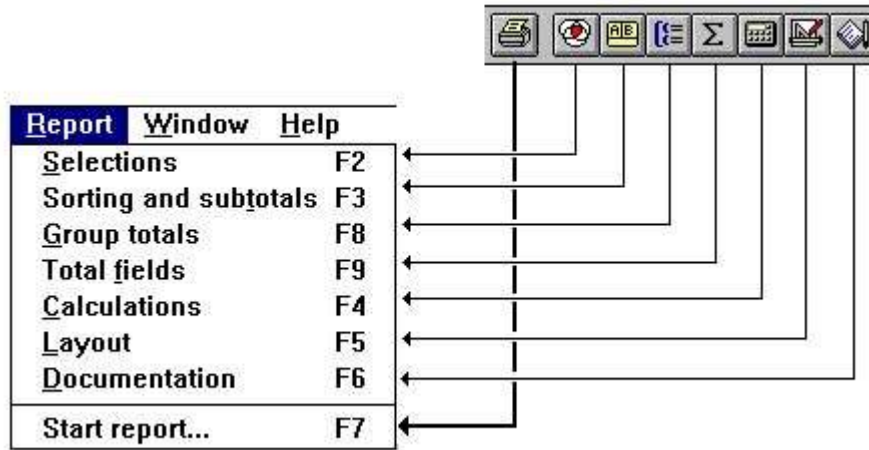 A B
Σ
Report Window Help
Selections F2
Sorting and subtotals F3
Group totals F8
Total fields F9
Calculations F4
Layout F5
Documentation F6
Start report... F7